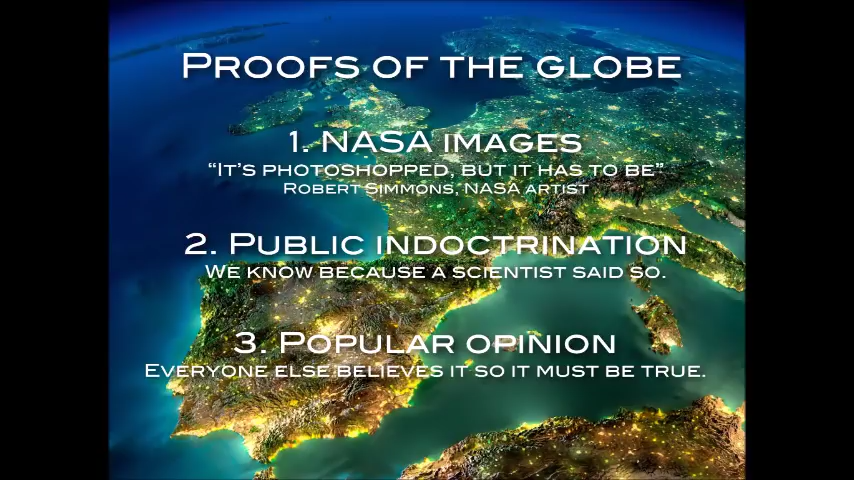 Proofs of the globe
1. NASA images
"It's photoshopped, but it has to be"
Robert Simmons, NASA artist
2. Public indoctrination
We know because a scientist said so.
3. Popular opinion
Everyone else believes it so it must be true.